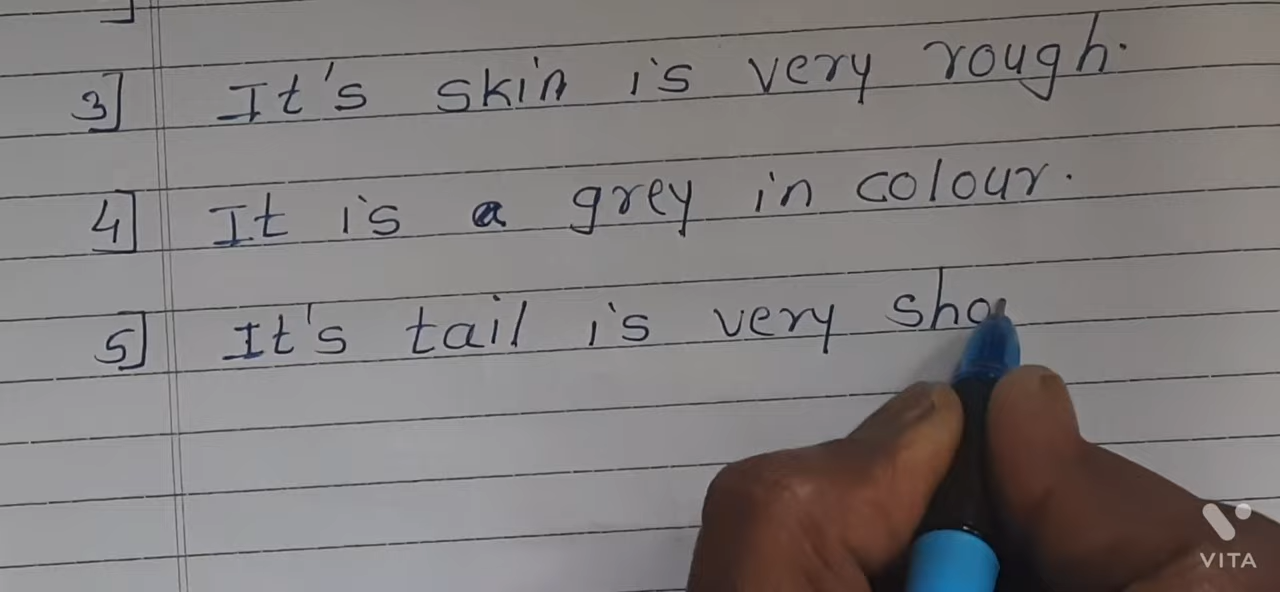 3] It's skin is very rough.
4] It is a grey in colour.
5] It's tail is very sho
VITA